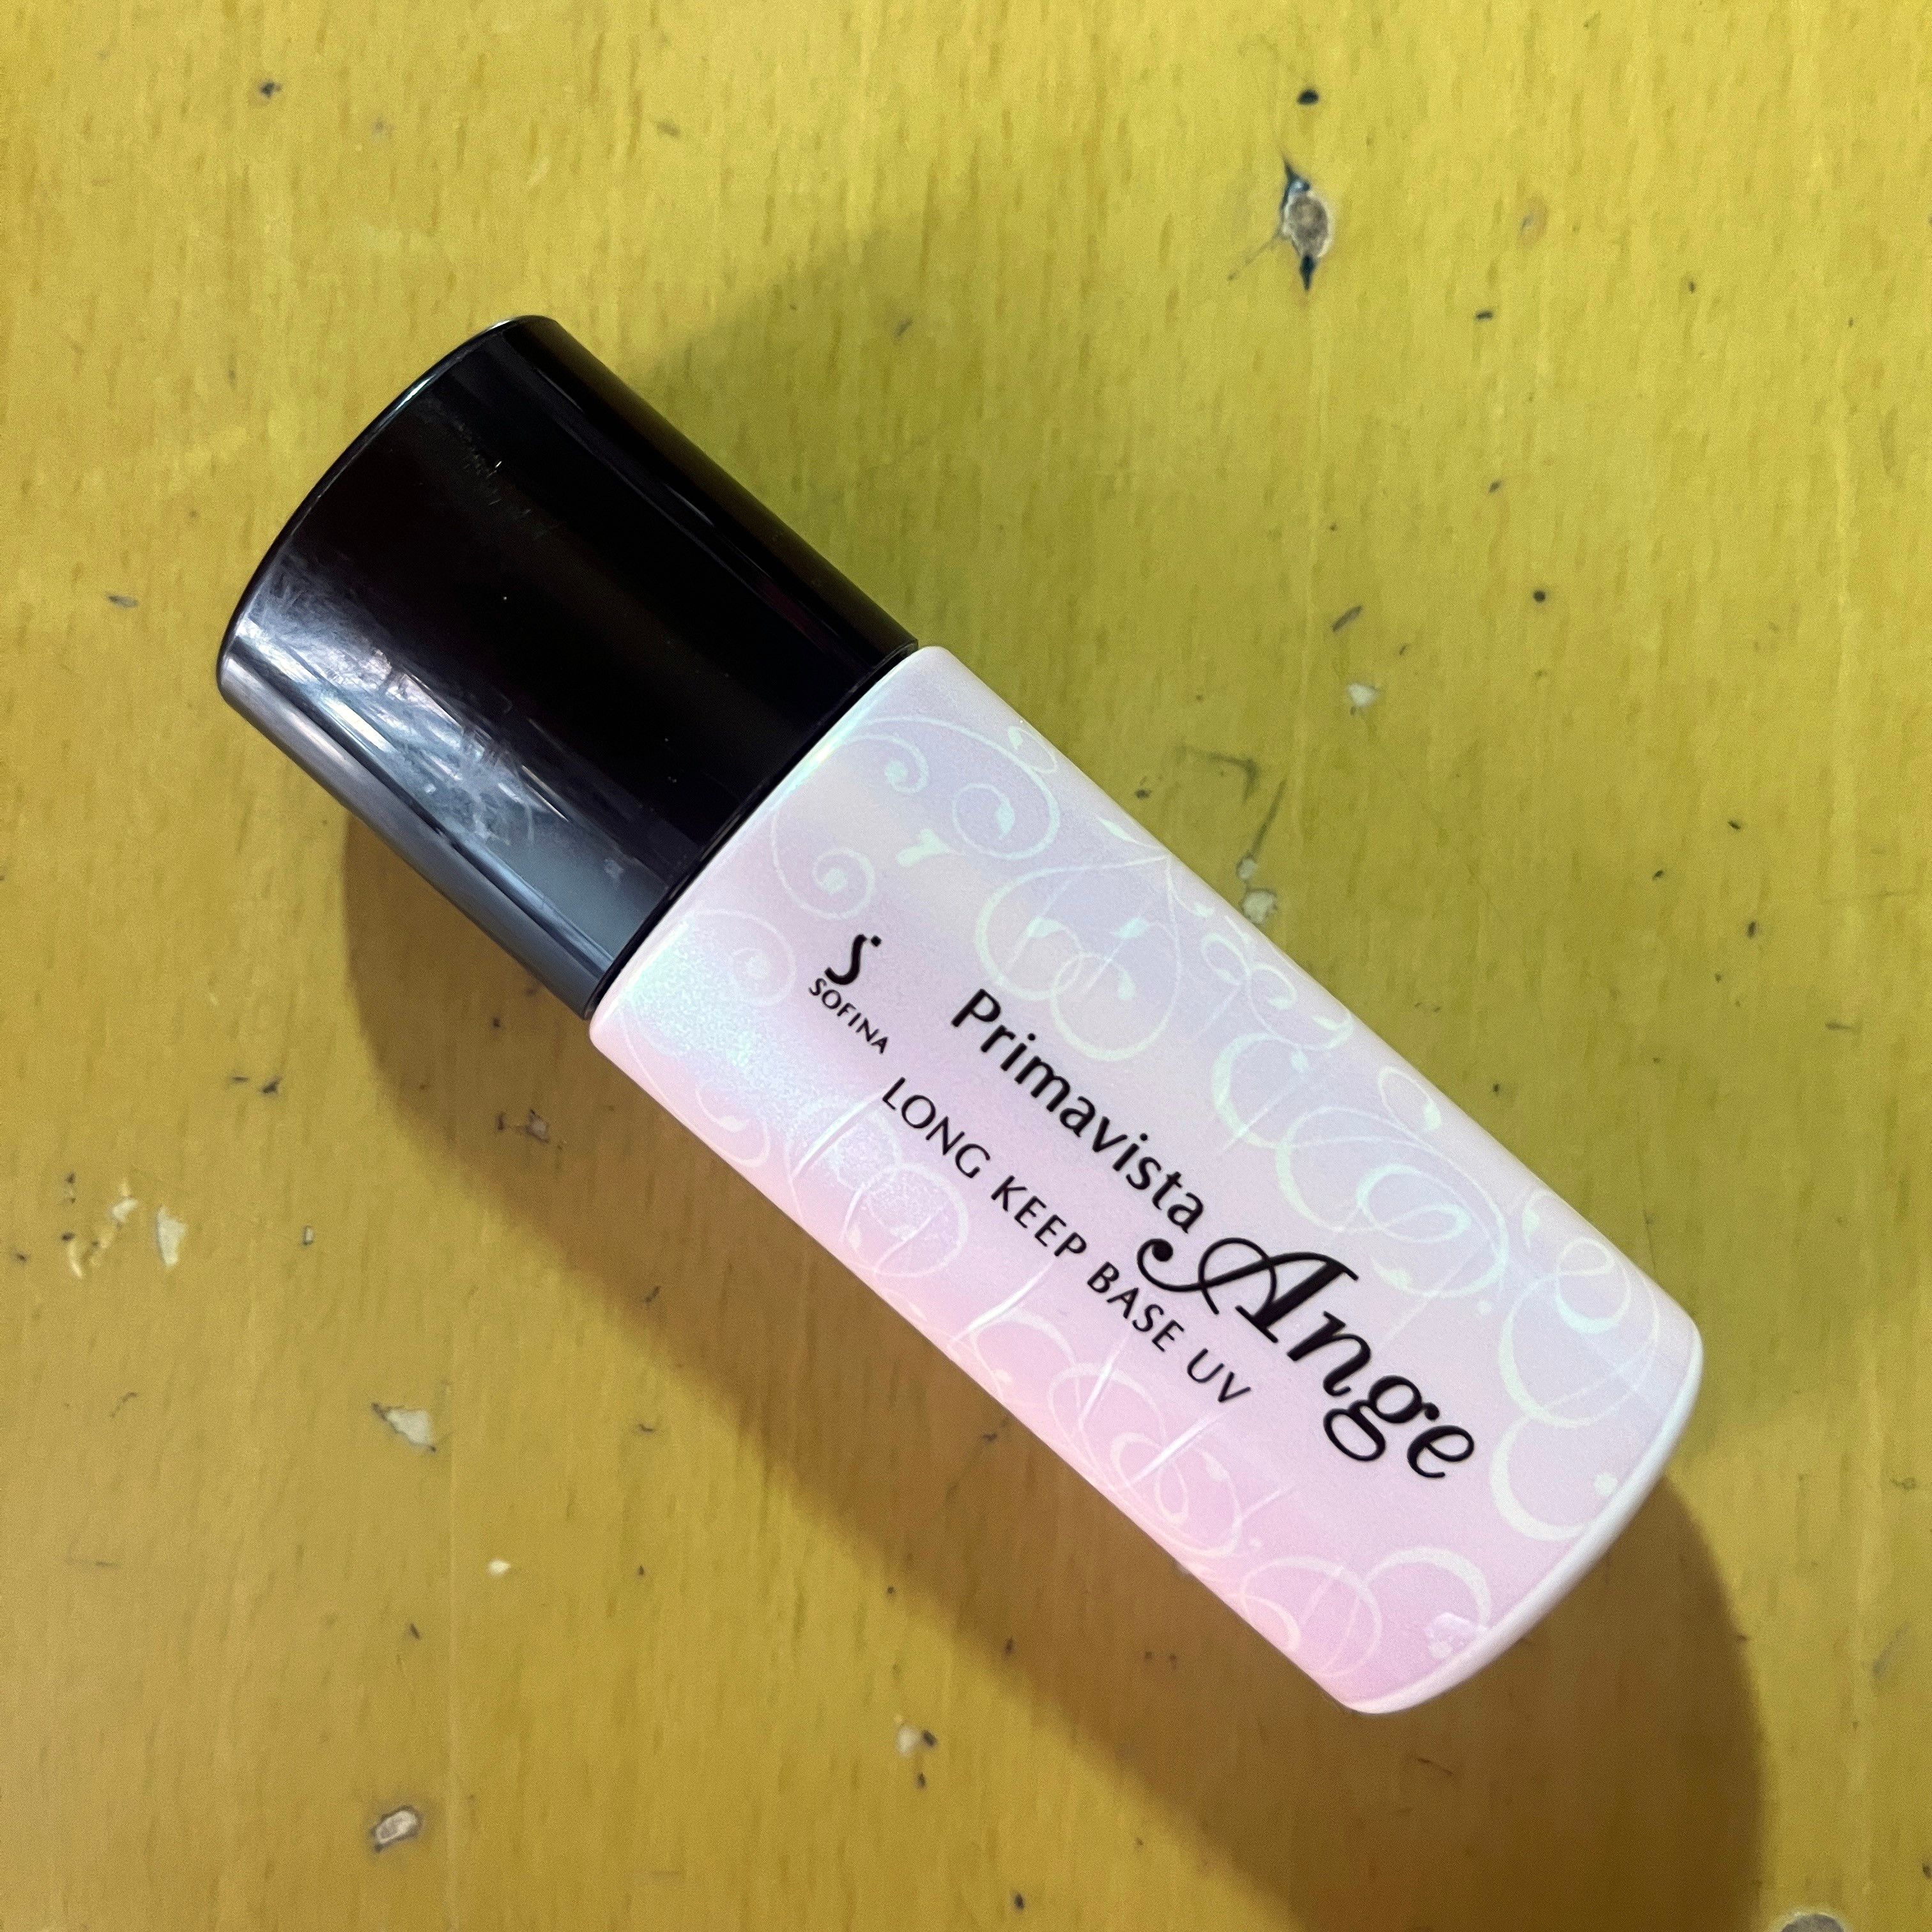 SOFINA
Primavista
Ange
LONG KEEP BASE UV